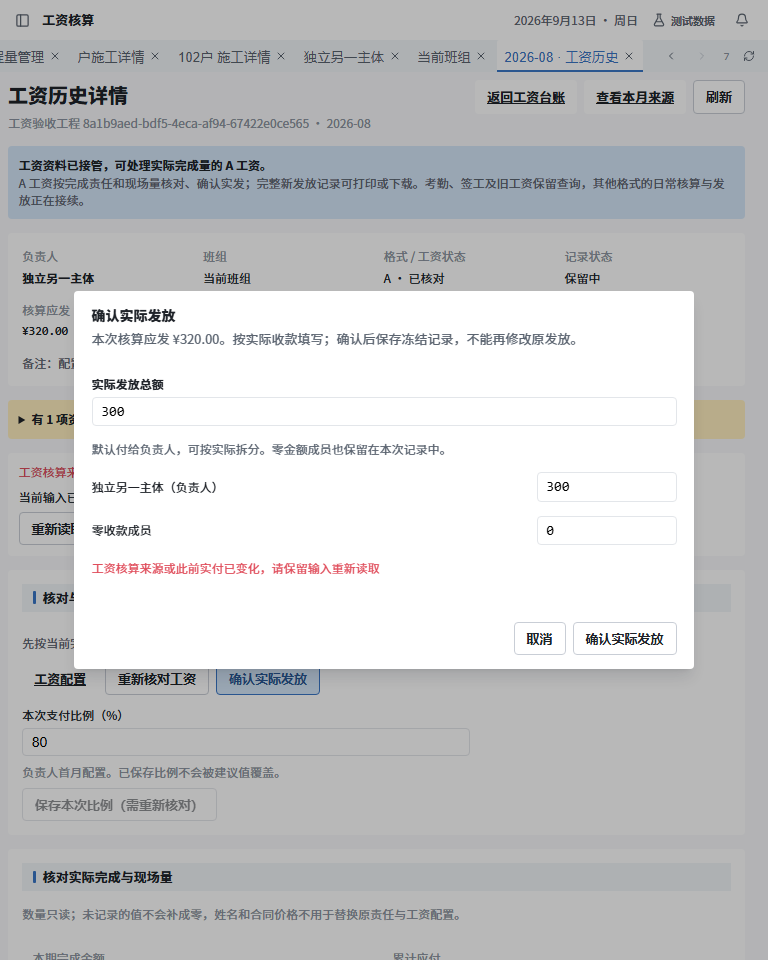 工资核算
2026年9月13日 · 周日
测试数据
量管理
户施工详情
102户 施工详情
独立另一主体
当前班组
2026-08 · 工资历史
7
工资历史详情
返回工资台账
查看本月来源
刷新
工资验收工程 8a1b9aed-bdf5-4eca-af94-67422e0ce565 · 2026-08
工资资料已接管，可处理实际完成量的 A 工资。
A 工资按完成责任和现场量核对、确认实发；完整新发放记录可打印或下载。考勤、签工及旧工资保留查询，其他格式的日常核算与发
放正在接续。
负责人
班组
格式 / 工资状态
记录状态
独立另一主体
当前班组
A · 已核对
保留中
核算应发
¥320.00
备注：配
有 1 项
工资核算来
当前输入已
重新读
核对
先按当前
确认实际发放
本次核算应发 ¥320.00。按实际收款填写；确认后保存冻结记录，不能再修改原发放。
实际发放总额
300
默认付给负责人，可按实际拆分。零金额成员也保留在本次记录中。
独立另一主体（负责人）
300
零收款成员
0
工资核算来源或此前实付已变化，请保留输入重新读取
取消
确认实际发放
工资配置
重新核对工资
确认实际发放
本次支付比例（%）
80
负责人首月配置。已保存比例不会被建议值覆盖。
保存本次比例（需重新核对）
核对实际完成与现场量
数量只读；未记录的值不会补成零，姓名和合同价格不用于替换原责任与工资配置。
本期完成金额
累计应付